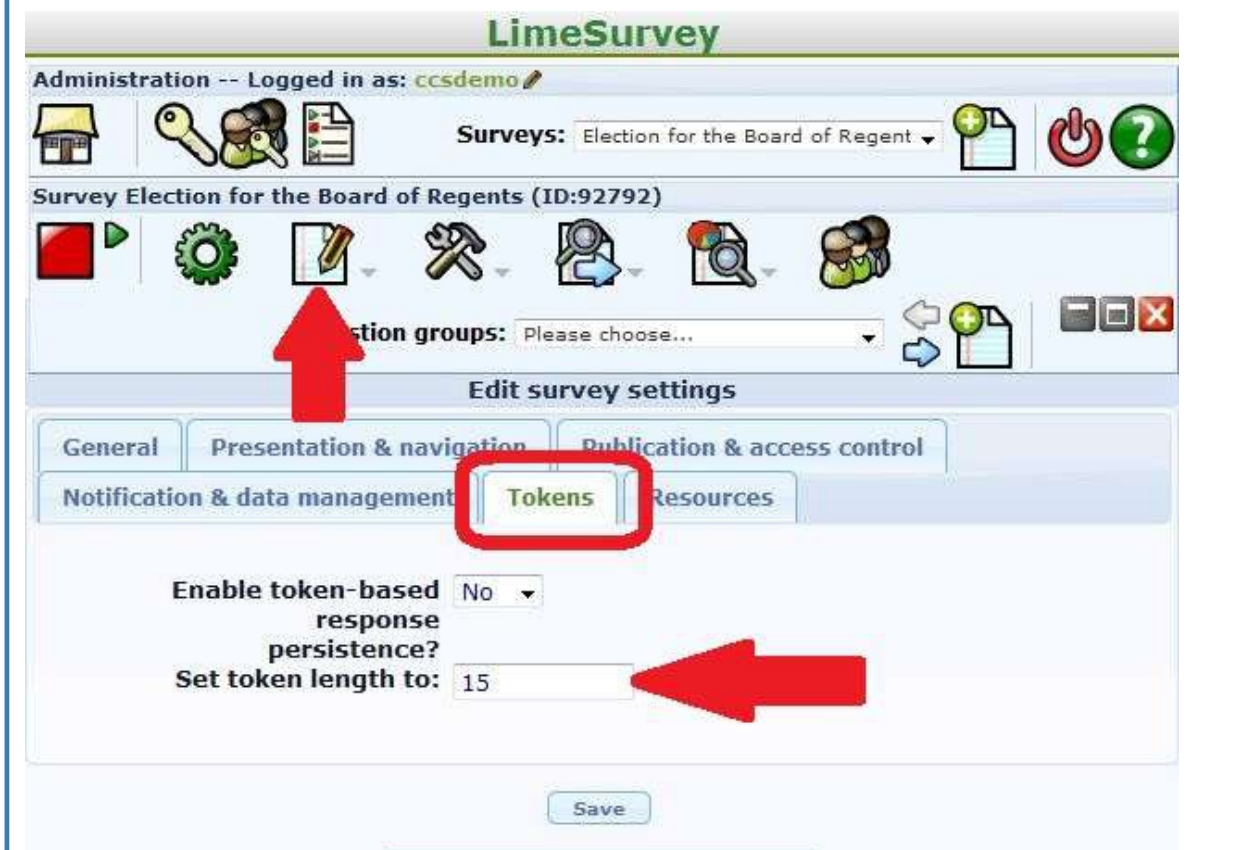 LimeSurvey
Administration -- Logged in as: ccsdemo
Surveys: Election for the Board of Regent
Survey Election for the Board of Regents (ID:92792)
stion groups: Please choose...
Edit survey settings
General Presentation & navigation Publication & access control
Notification & data management Tokens Resources
Enable token-based No
response
persistence?
Set token length to: 15
Save